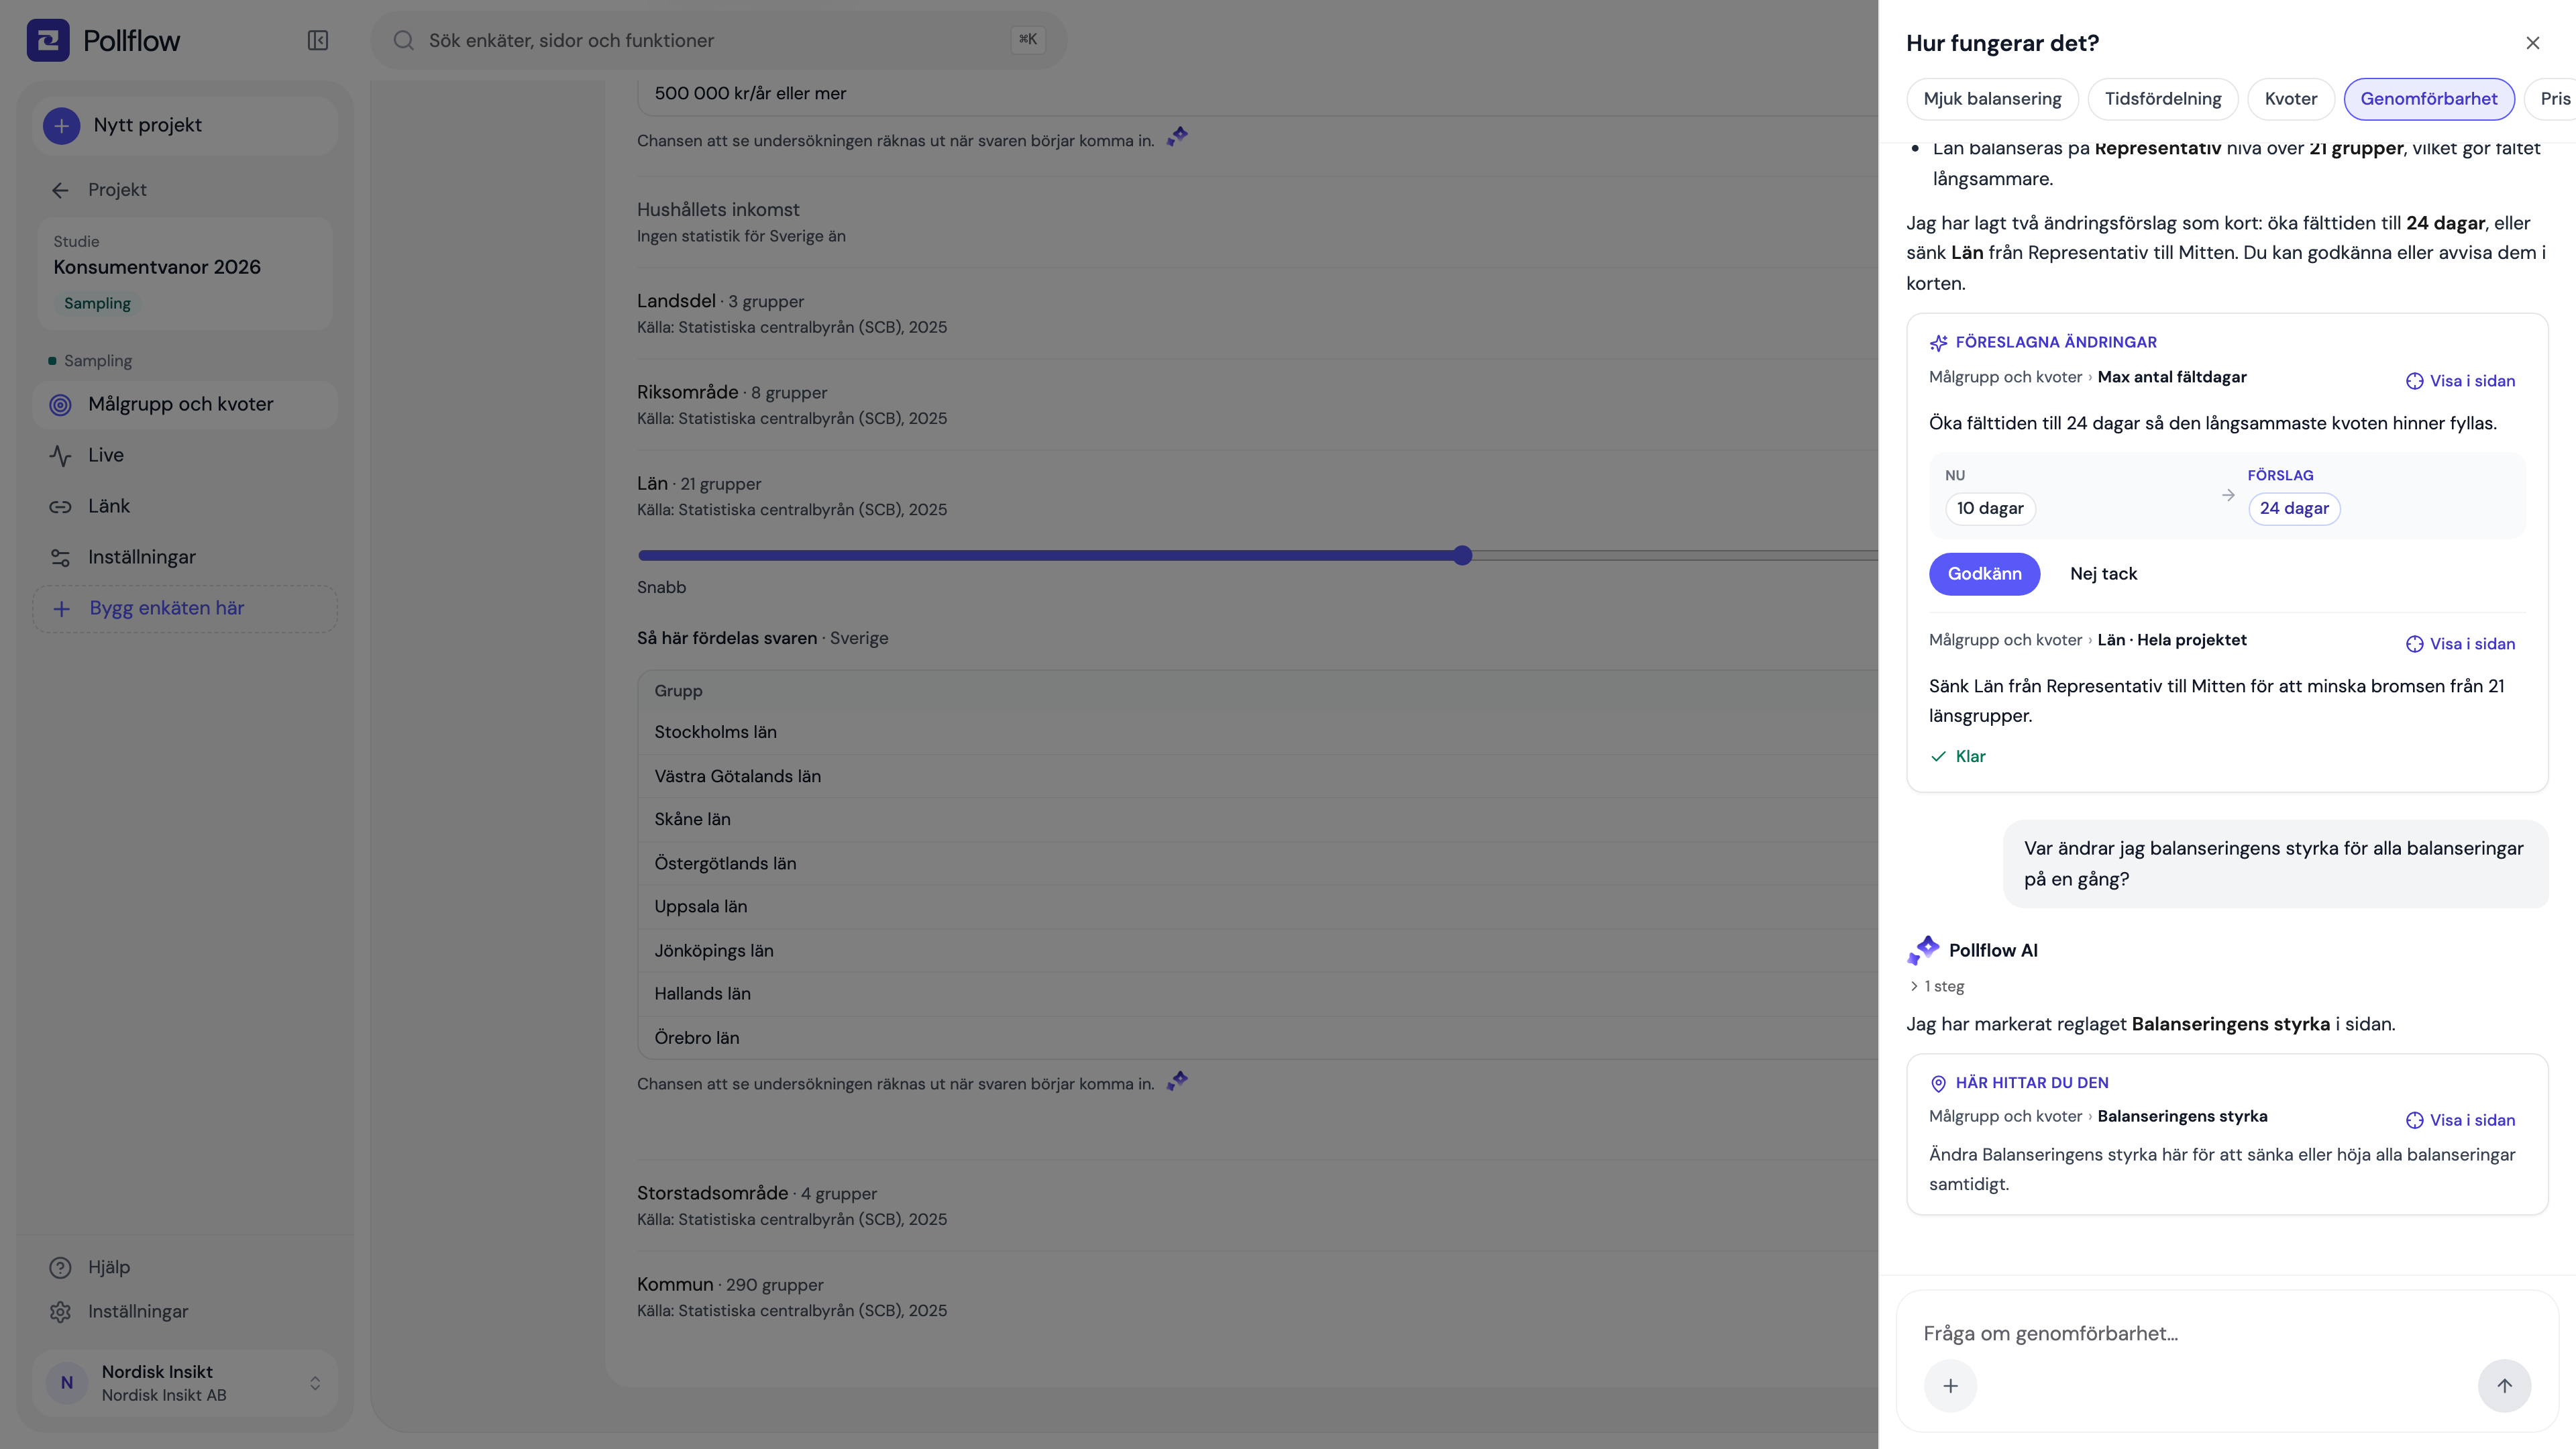 Pollflow
Sök enkäter, sidor och funktioner
⌘K
Nytt projekt
Projekt
Studie
Konsumentvanor 2026
Sampling
Sampling
Målgrupp och kvoter
Live
Länk
Inställningar
Bygg enkäten här
Hjälp
Inställningar
N
Nordisk Insikt
Nordisk Insikt AB
500 000 kr/år eller mer
Chansen att se undersökningen räknas ut när svaren börjar komma in.
Hushållets inkomst
Ingen statistik för Sverige än
Landsdel · 3 grupper
Källa: Statistiska centralbyrån (SCB), 2025
Riksområde · 8 grupper
Källa: Statistiska centralbyrån (SCB), 2025
Län · 21 grupper
Källa: Statistiska centralbyrån (SCB), 2025
Snabb
Så här fördelas svaren · Sverige
Grupp
Stockholms län
Västra Götalands län
Skåne län
Östergötlands län
Uppsala län
Jönköpings län
Hallands län
Örebro län
Chansen att se undersökningen räknas ut när svaren börjar komma in.
Storstadsområde · 4 grupper
Källa: Statistiska centralbyrån (SCB), 2025
Kommun · 290 grupper
Källa: Statistiska centralbyrån (SCB), 2025
Hur fungerar det?
Mjuk balansering
Tidsfördelning
Kvoter
Genomförbarhet
Pris
Län balanseras på Representativ nivå över 21 grupper, vilket gör fältet
långsammare.
Jag har lagt två ändringsförslag som kort: öka fälttiden till 24 dagar, eller
sänk Län från Representativ till Mitten. Du kan godkänna eller avvisa dem i
korten.
FÖRESLAGNA ÄNDRINGAR
Målgrupp och kvoter › Max antal fältdagar
Visa i sidan
Öka fälttiden till 24 dagar så den långsammaste kvoten hinner fyllas.
NU
10 dagar
FÖRSLAG
24 dagar
Godkänn
Nej tack
Målgrupp och kvoter › Län · Hela projektet
Visa i sidan
Sänk Län från Representativ till Mitten för att minska bromsen från 21
länsgrupper.
Klar
Var ändrar jag balanseringens styrka för alla balanseringar
på en gång?
Pollflow AI
1 steg
Jag har markerat reglaget Balanseringens styrka i sidan.
HÄR HITTAR DU DEN
Målgrupp och kvoter › Balanseringens styrka
Visa i sidan
Ändra Balanseringens styrka här för att sänka eller höja alla balanseringar
samtidigt.
Fråga om genomförbarhet...